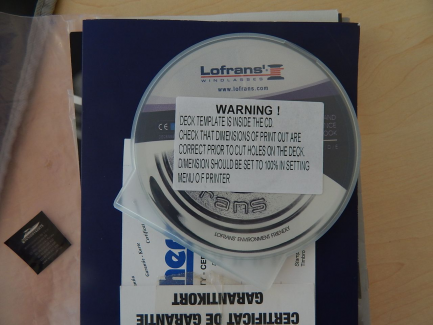 Lofrans'
WINDLASSES
www.lofrans.com
WARNING !
DECK TEMPLATE IS INSIDE THE CD.
CHECK THAT DIMENSIONS OF PRINT OUT ARE
CORRECT PRIOR TO CUT HOLES ON THE DECK.
DIMENSION SHOULD BE SET TO 100% IN SETTING
MENU OF PRINTER
CE
rans
LOFRANS' ENVIRONMENT FRIENDLY
CERTIFICAT DE GARANTIE
GARANTIKORT